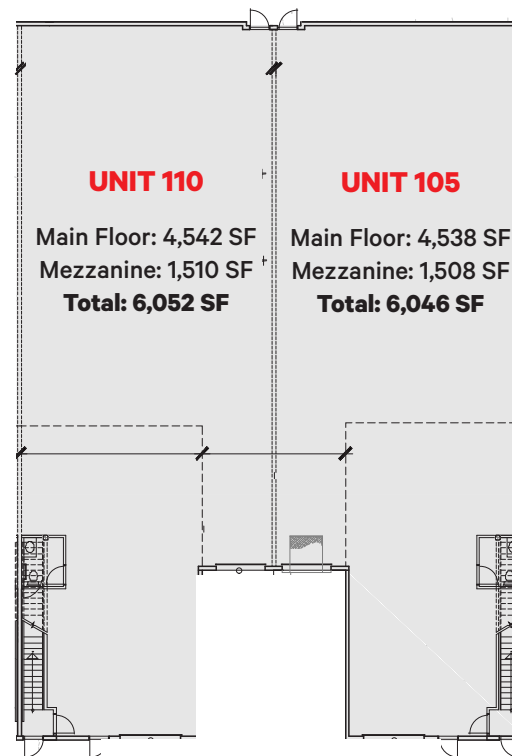 UNIT 110
Main Floor: 4,542 SF
Mezzanine: 1,510 SF
Total: 6,052 SF
UNIT 105
Main Floor: 4,538 SF
Mezzanine: 1,508 SF
Total: 6,046 SF